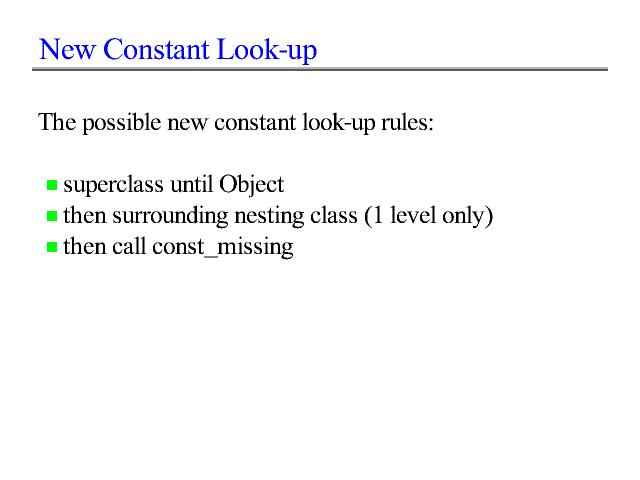 New Constant Look-up
The possible new constant look-up rules:
superclass until Object
then surrounding nesting class (1 level only)
then call const_missing